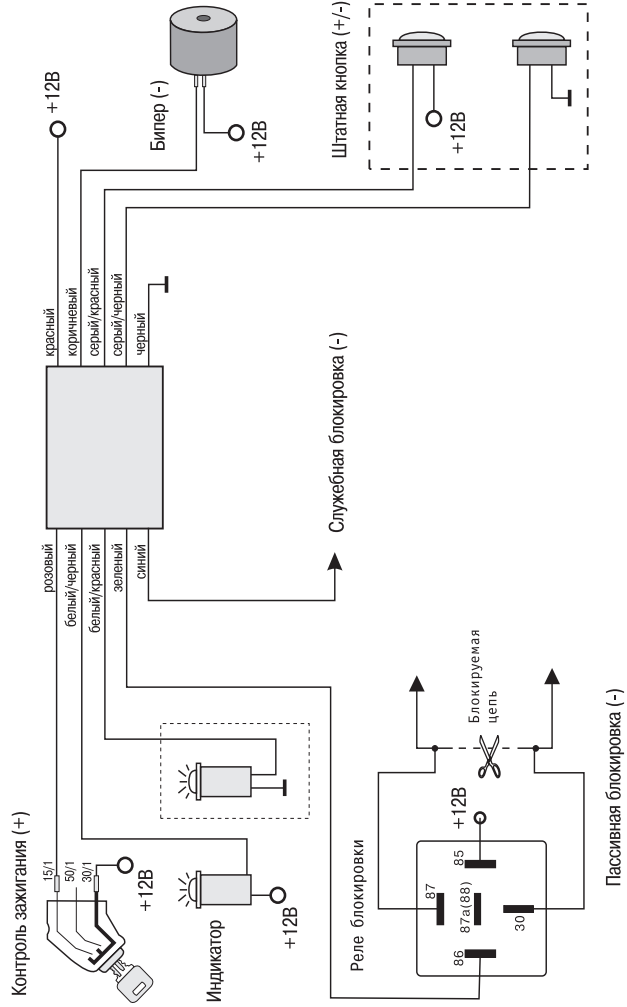 Контроль зажигания (+)
15/1
50/1
30/1
+12В
Индикатор
+12В
розовый
белый/черный
белый/красный
зеленый
синий
красный
коричневый
серый/красный
серый/черный
черный
+12В
Бипер (-)
+12В
Штатная кнопка (+/-)
+12В
Служебная блокировка (-)
Реле блокировки
86
87
87а(88)
85
30
+12В
Блокируемая
цепь
Пассивная блокировка (-)